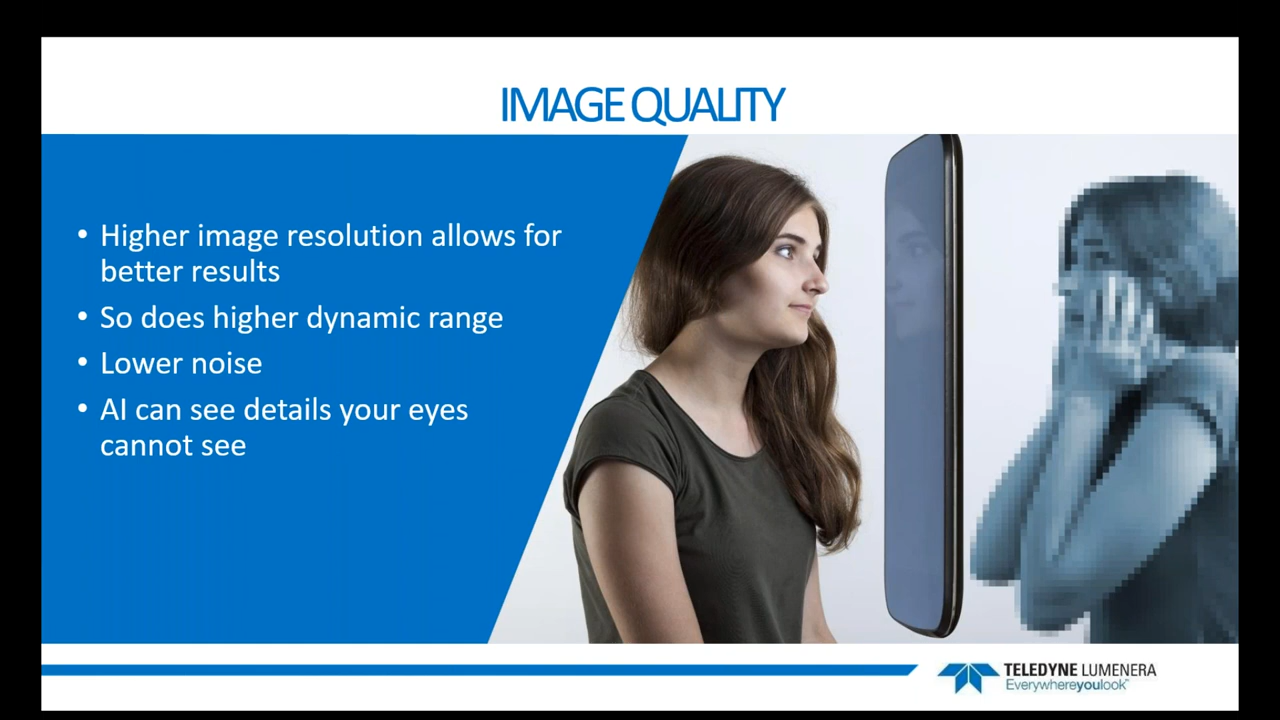 IMAGE QUALITY
• Higher image resolution allows for
better results
• So does higher dynamic range
• Lower noise
• AI can see details your eyes
cannot see
TELEDYNE LUMENERA
Everywhereyoulook™